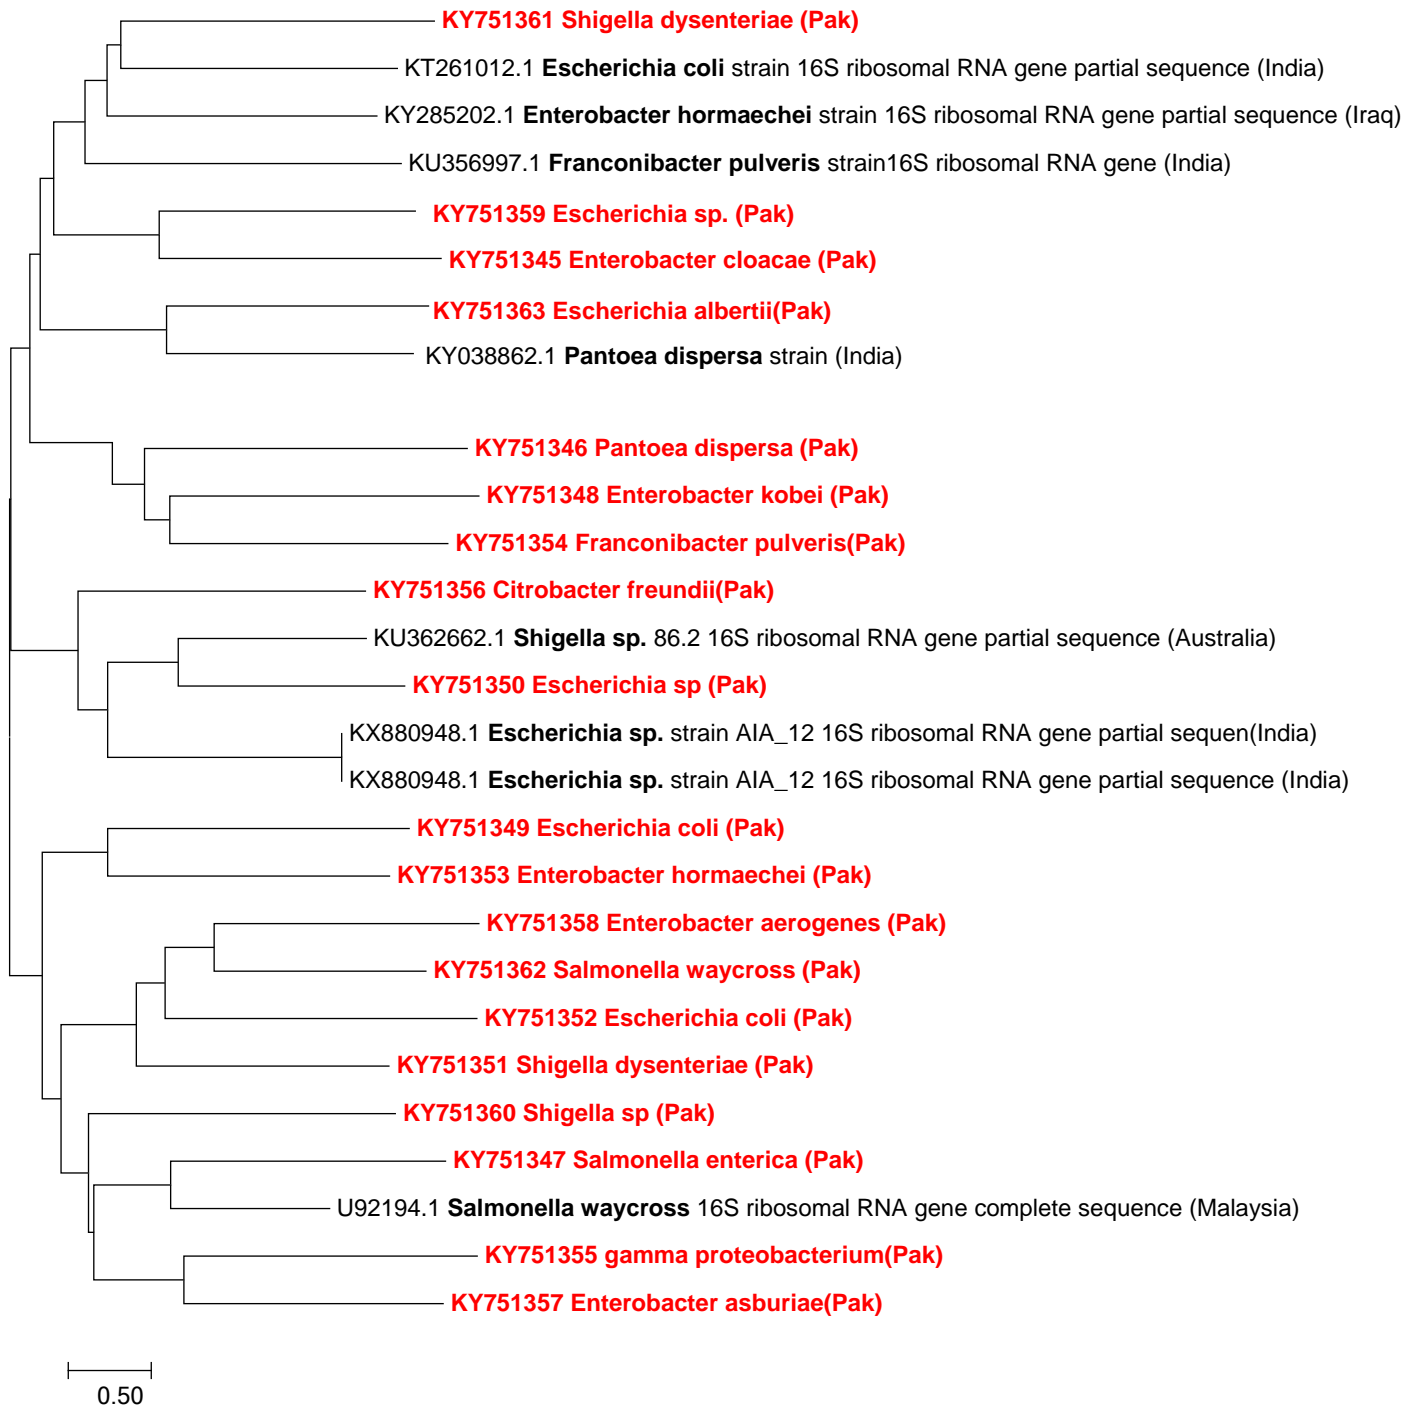 KY751361 Shigella dysenteriae (Pak)
KT261012.1 Escherichia coli strain 16S ribosomal RNA gene partial sequence (India)
KY285202.1 Enterobacter hormaechei strain 16S ribosomal RNA gene partial sequence (Iraq)
KU356997.1 Franconibacter pulveris strain16S ribosomal RNA gene (India)
KY751359 Escherichia sp. (Pak)
KY751345 Enterobacter cloacae (Pak)
KY751363 Escherichia albertii(Pak)
KY038862.1 Pantoea dispersa strain (India)
KY751346 Pantoea dispersa (Pak)
KY751348 Enterobacter kobei (Pak)
KY751354 Franconibacter pulveris(Pak)
KY751356 Citrobacter freundii(Pak)
KU362662.1 Shigella sp. 86.2 16S ribosomal RNA gene partial sequence (Australia)
KY751350 Escherichia sp (Pak)
KX880948.1 Escherichia sp. strain AIA_12 16S ribosomal RNA gene partial sequen(India)
KX880948.1 Escherichia sp. strain AIA_12 16S ribosomal RNA gene partial sequence (India)
KY751349 Escherichia coli (Pak)
KY751353 Enterobacter hormaechei (Pak)
KY751358 Enterobacter aerogenes (Pak)
KY751362 Salmonella waycross (Pak)
KY751352 Escherichia coli (Pak)
KY751351 Shigella dysenteriae (Pak)
KY751360 Shigella sp (Pak)
KY751347 Salmonella enterica (Pak)
U92194.1 Salmonella waycross 16S ribosomal RNA gene complete sequence (Malaysia)
KY751355 gamma proteobacterium(Pak)
KY751357 Enterobacter asburiae(Pak)
0.50